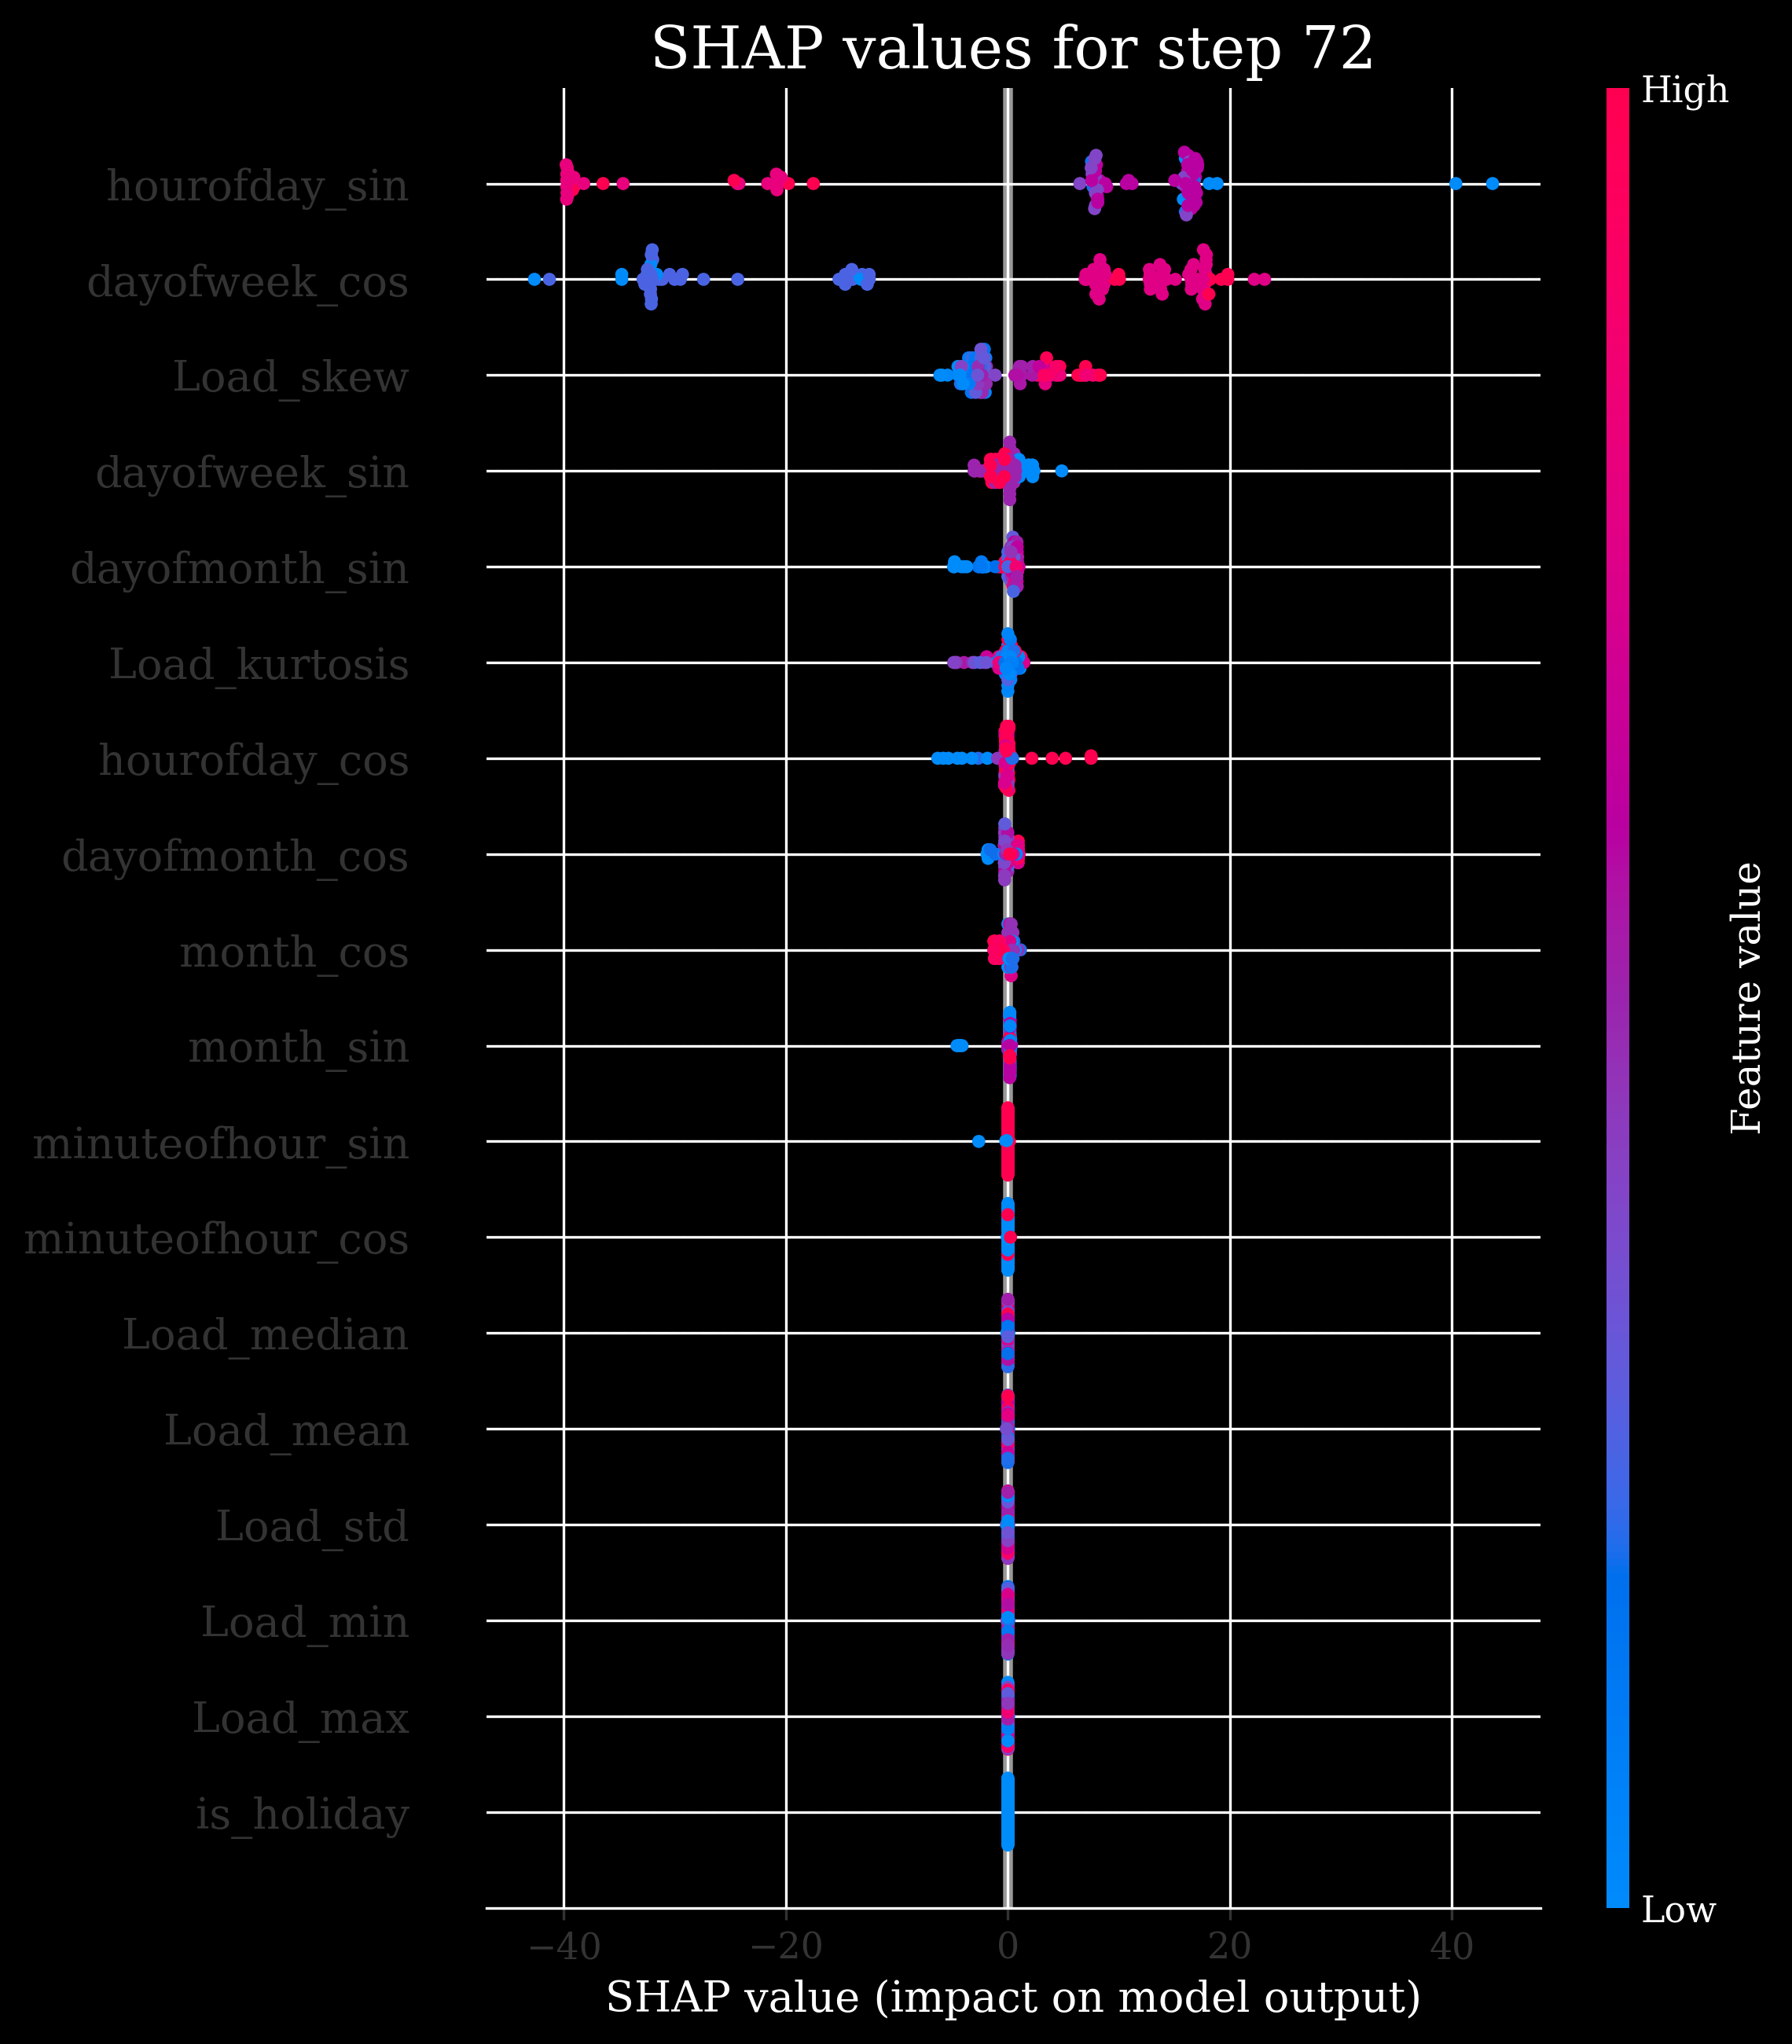 SHAP values for step 72
High
hourofday_sin
dayofweek_cos
Load_skew
dayofweek_sin
dayofmonth_sin
Load_kurtosis
hourofday_cos
dayofmonth_cos
month_cos
month_sin
minuteofhour_sin
minuteofhour_cos
Load_median
Load_mean
Load_std
Load_min
Load_max
is_holiday
Feature value
Low
−40 −20 0 20 40
SHAP value (impact on model output)